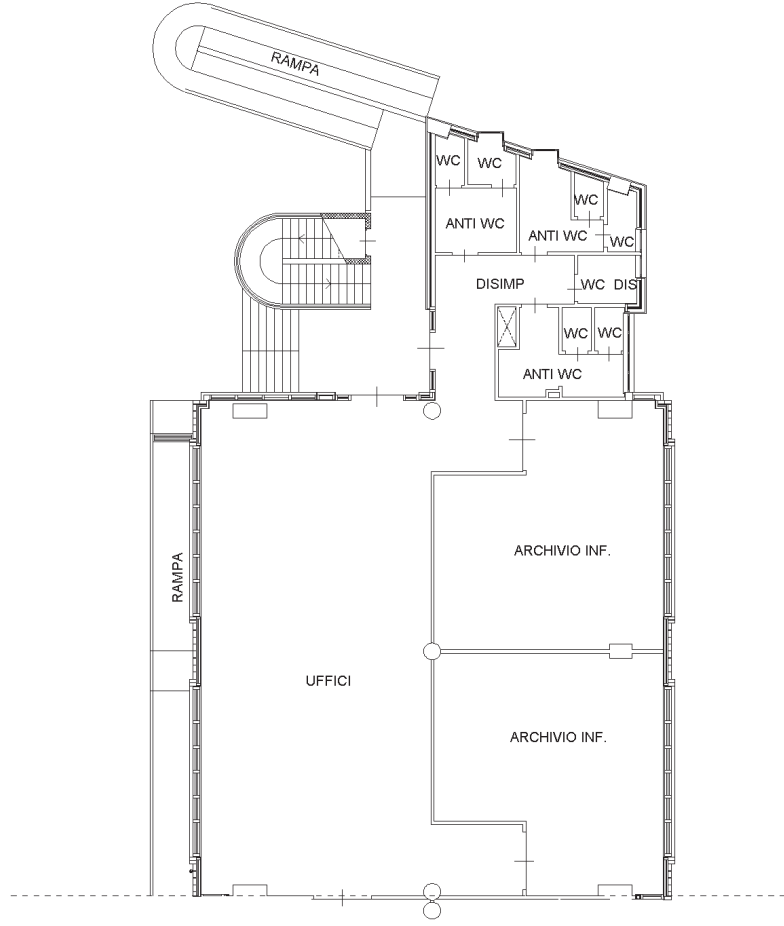 RAMPA
WC
WC
WC
ANTI WC
ANTI WC
WC
DISIMP
WC DIS
WC
WC
ANTI WC
ARCHIVIO INF.
RAMPA
UFFICI
ARCHIVIO INF.